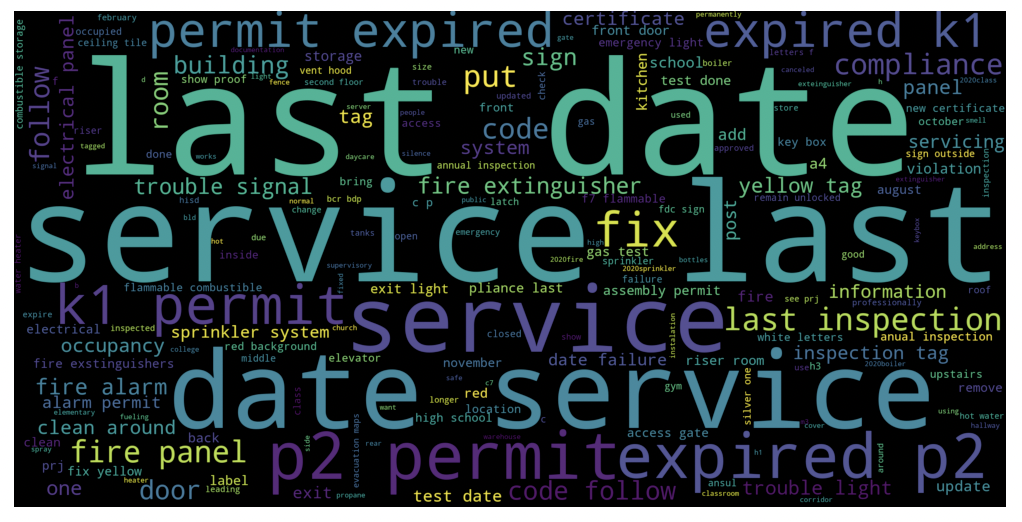 permit expired
expired k1
last date
service last
service
date service
k1 permit
p2 permit
expired p2
last inspection
fix
put
sign
code
compliance
building
follow
room
electrical panel
tag
system
panel
school
kitchen
certificate
front door
emergency light
february
occupied
ceiling tile
permanently
documentation
gate
letters f
canceled
boiler
2020class
smell
combustible storage
storage
vent hood
show proof
light
fence
second floor
size
trouble
updated
new
check
front
access
people
server
test done
exteinguisher
h
store
used
approved
add
key box
new certificate
october
servicing
sign outside
violation
a4
august
inspection
riser
tagged
signal
done
works
daycare
silence
annual inspection
gas
trouble signal
bring
fire extinguisher
yellow tag
remain unlocked
extinguisher
f7 flammable
c p
public
latch
bcr bdp
normal
change
hisd
bld
due
hot
inside
tanks
open
emergency
fdc sign
post
gas test
high
sprinkler
2020fire
2020sprinkler
failure
bottles
good
keybox
address
roof
professionally
water heater
flammable combustible
supervisory
fixed
exit light
pliance last
assembly permit
fire
see prj
information
expire
electrical
inspected
sprinkler system
church
closed
show
instalation
white letters
anual inspection
occupancy
college
red background
middle
elevator
november
date failure
riser room
inspection tag
use
h3
2020boiler
upstairs
fire exstinguishers
fire alarm
alarm permit
elementary
fueling
class
safe
longer
want
c7
red
location
high school
gym
silver one
remove
using
hot water
hallway
cover
clean around
clean
back
spray
fire panel
side
rear
evacuation maps
access gate
warehouse
c
h1
around
prj
fix yellow
heater
one
door
label
leading
exit
propane
test date
code follow
ansul
classroom
trouble light
corridor
update